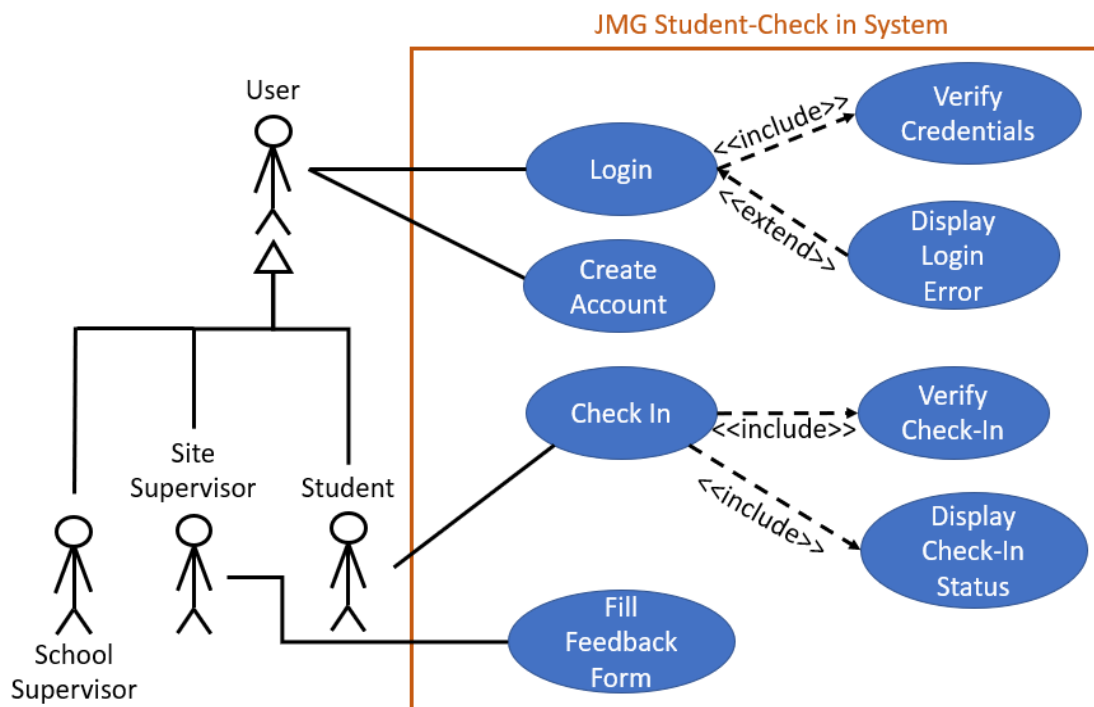 JMG Student-Check in System
User
Login
<<include>>
Verify
Credentials
<<extend>>
Display
Login
Error
Create
Account
Check In
<<include>>
Verify
Check-In
<<include>>
Display
Check-In
Status
Site
Supervisor
Student
School
Supervisor
Fill
Feedback
Form